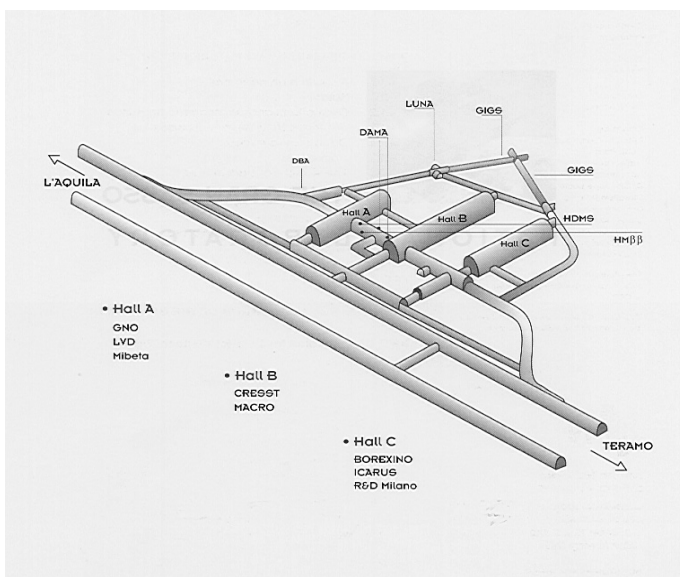 LUNA
GIGS
DAMA
DBA
GIGS
L'AQUILA
Hall A
Hall B
HDMS
Hall C
HMββ
• Hall A
GNO
LVD
Mibeta
• Hall B
CRESST
MACRO
• Hall C
BOREXINO
ICARUS
R&D Milano
TERAMO